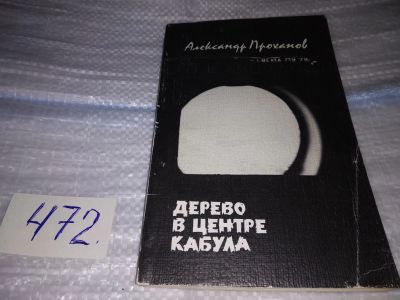 Александр Проханов
ДЕРЕВО
В ЦЕНТРЕ
КАБУЛА
472.